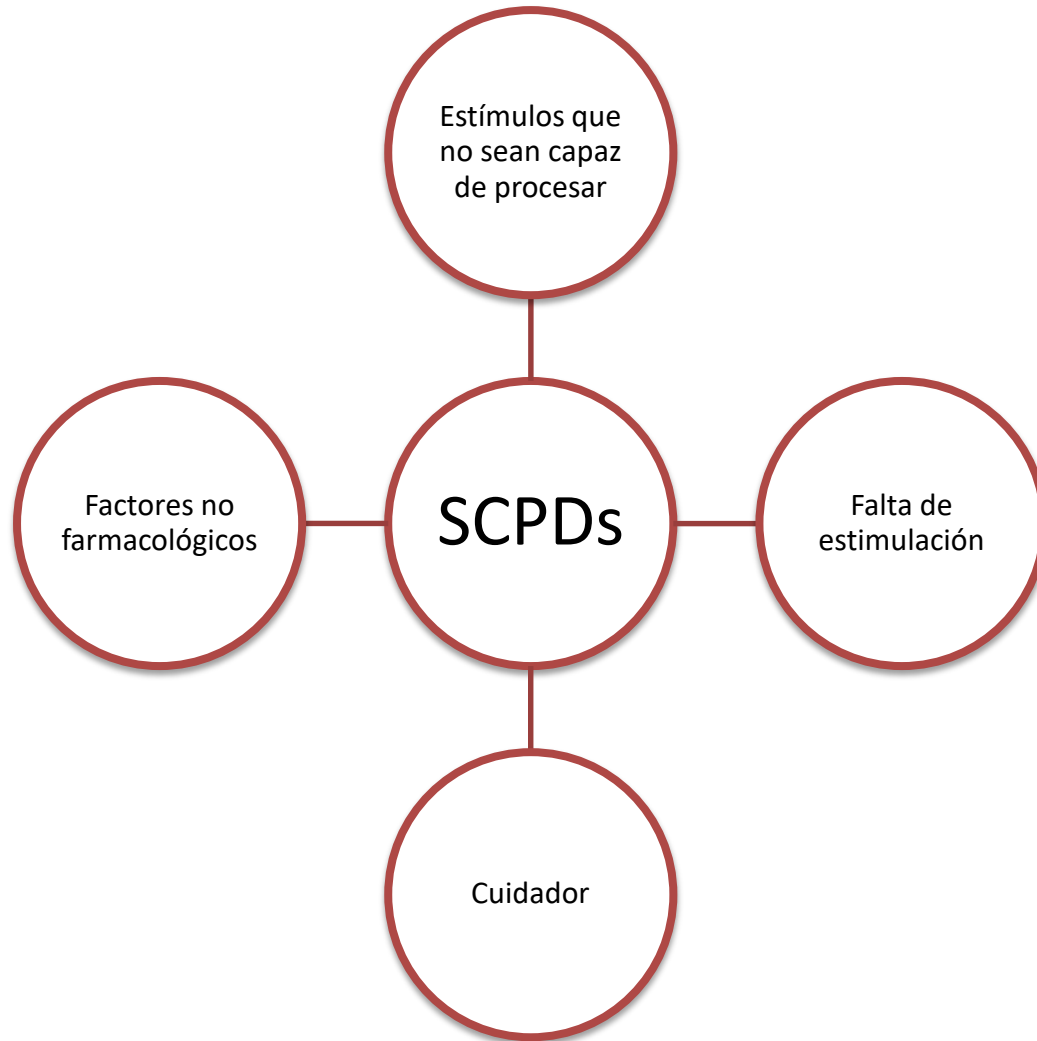 Estímulos que
no sean capaz
de procesar
Factores no
farmacológicos
SCPDs
Falta de
estimulación
Cuidador